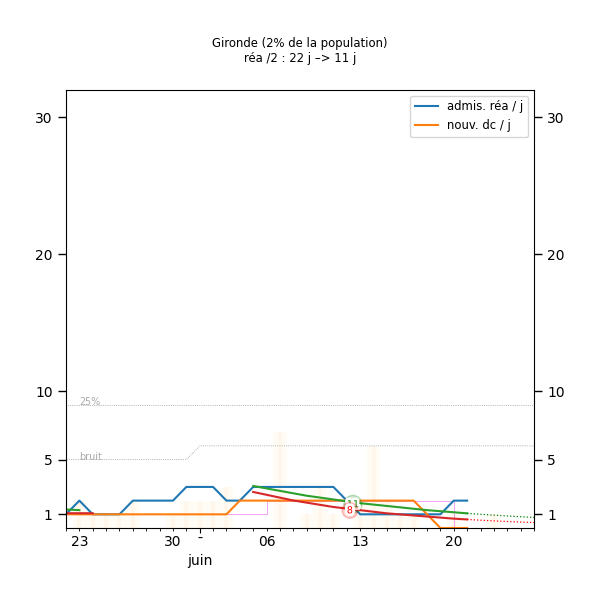 Gironde (2% de la population)
réa /2 : 22 j –> 11 j
admis. réa / j
nouv. dc / j
30 30
20 20
25%
10 10
bruit
5 5
11
8
1 1
23 30 - 06 13 20
juin